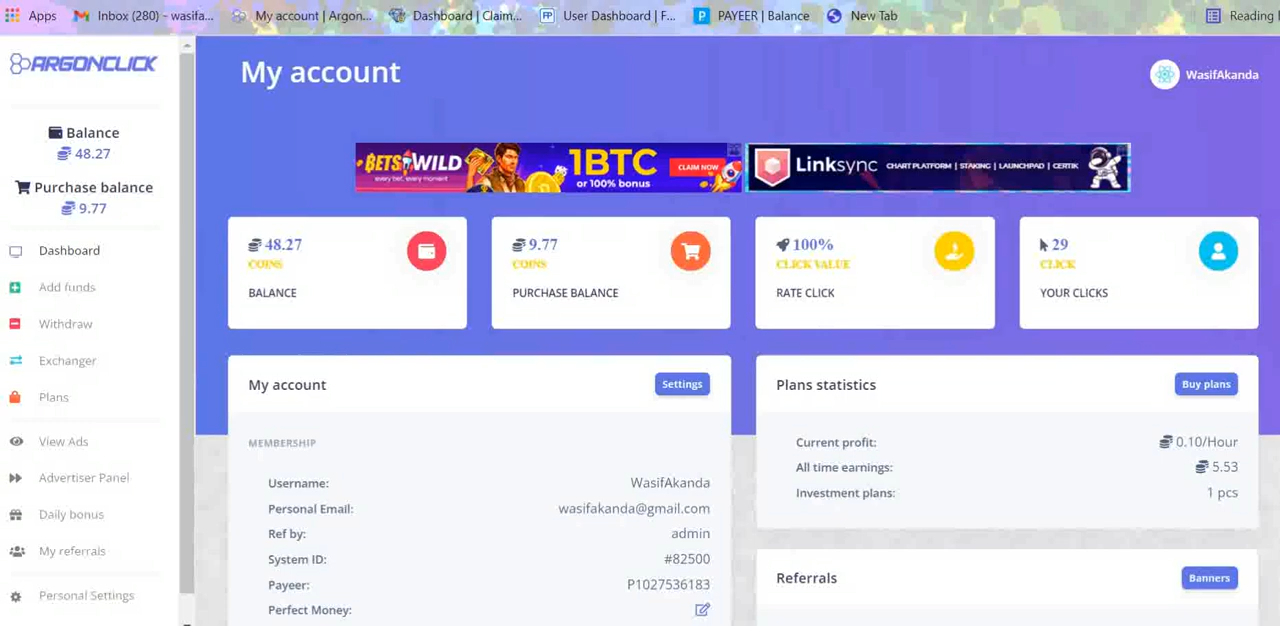 Apps
Inbox (280) - wasifa...
My account | Argon...
Dashboard | Claim...
User Dashboard | F...
PAYEER | Balance
New Tab
Reading
ARGONCLICK
Balance
48.27
Purchase balance
9.77
Dashboard
Add funds
Withdraw
Exchanger
Plans
View Ads
Advertiser Panel
Daily bonus
My referrals
Personal Settings
My account
WasifAkanda
BETSWILD
every bet, every moment
1BTC
or 100% bonus
CLAIM NOW
Linksync
CHART PLATFORM | STAKING | LAUNCHPAD | CERTIK
48.27
COINS
BALANCE
9.77
COINS
PURCHASE BALANCE
100%
CLICK VALUE
RATE CLICK
29
CLICK
YOUR CLICKS
My account
Settings
MEMBERSHIP
Username: WasifAkanda
Personal Email: wasifakanda@gmail.com
Ref by: admin
System ID: #82500
Payeer: P1027536183
Perfect Money:
Plans statistics
Buy plans
Current profit: 0.10/Hour
All time earnings: 5.53
Investment plans: 1 pcs
Referrals
Banners